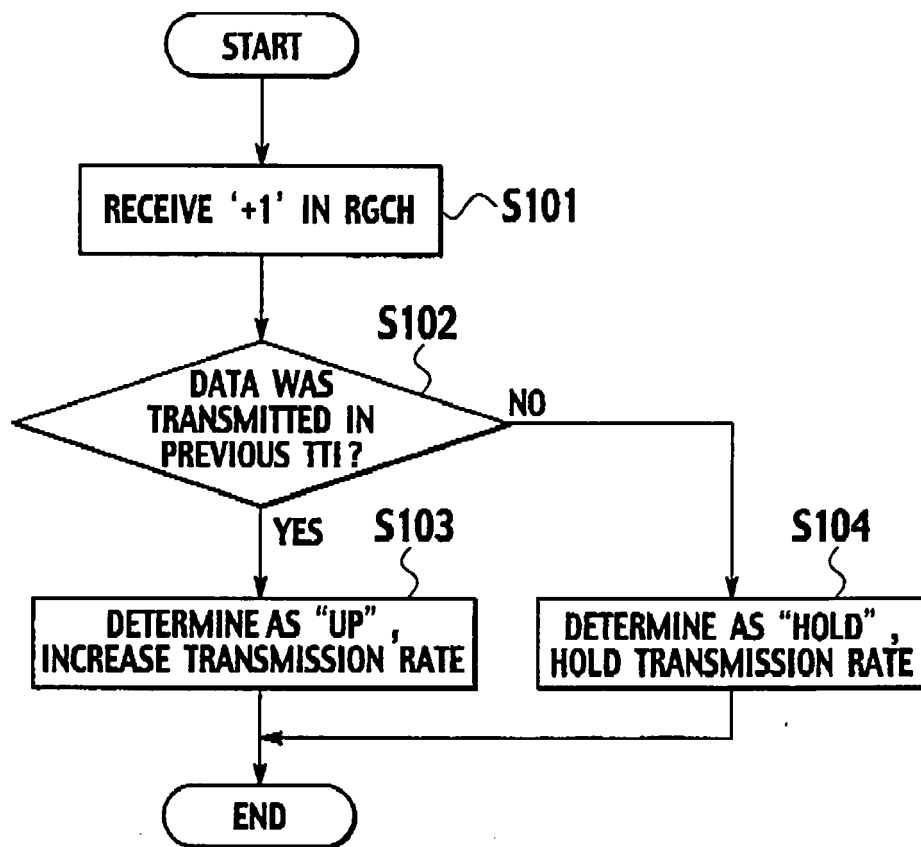 START
RECEIVE ‘+1’ IN RGCH
S101
S102
DATA WAS
TRANSMITTED IN
PREVIOUS TTI?
NO
YES
S103
S104
DETERMINE AS “UP”,
INCREASE TRANSMISSION RATE
DETERMINE AS “HOLD”,
HOLD TRANSMISSION RATE
END